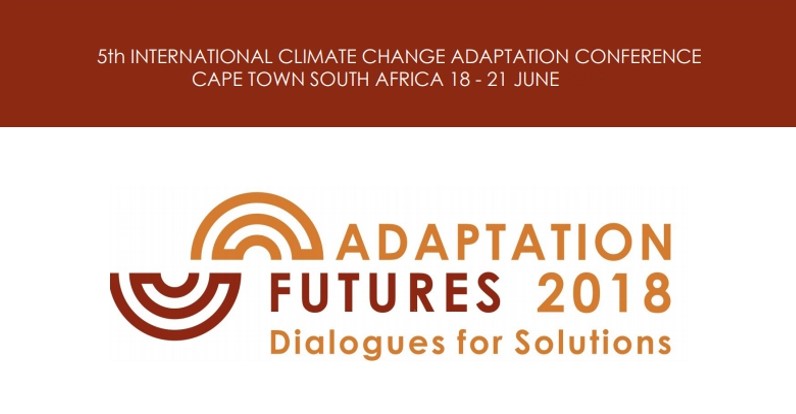 5th INTERNATIONAL CLIMATE CHANGE ADAPTATION CONFERENCE
CAPE TOWN SOUTH AFRICA 18 - 21 JUNE
ADAPTATION
FUTURES 2018
Dialogues for Solutions